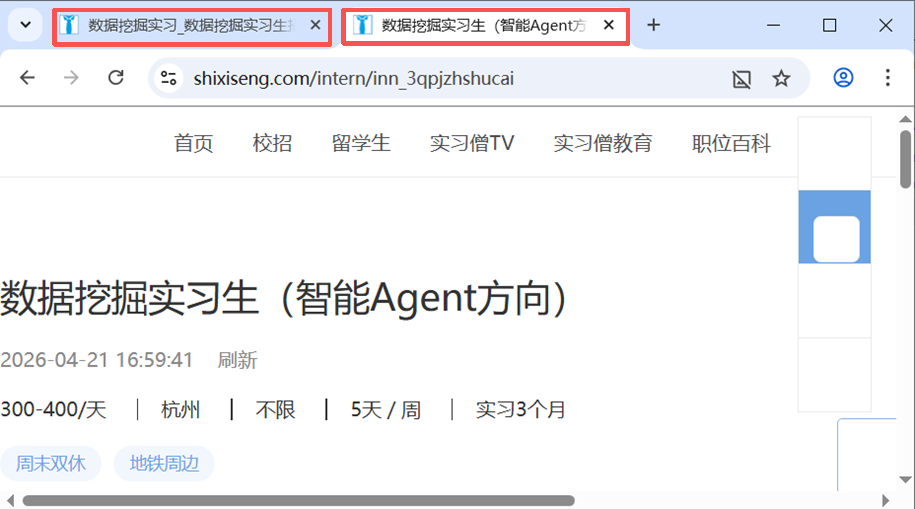 数据挖掘实习_数据挖掘实习生
数据挖掘实习生（智能Agent方
shixiseng.com/intern/inn_3qpjzhshucai
首页 校招 留学生 实习僧TV 实习僧教育 职位百科
数据挖掘实习生（智能Agent方向）
2026-04-21 16:59:41 刷新
300-400/天 | 杭州 | 不限 | 5天 / 周 | 实习3个月
周末双休 地铁周边